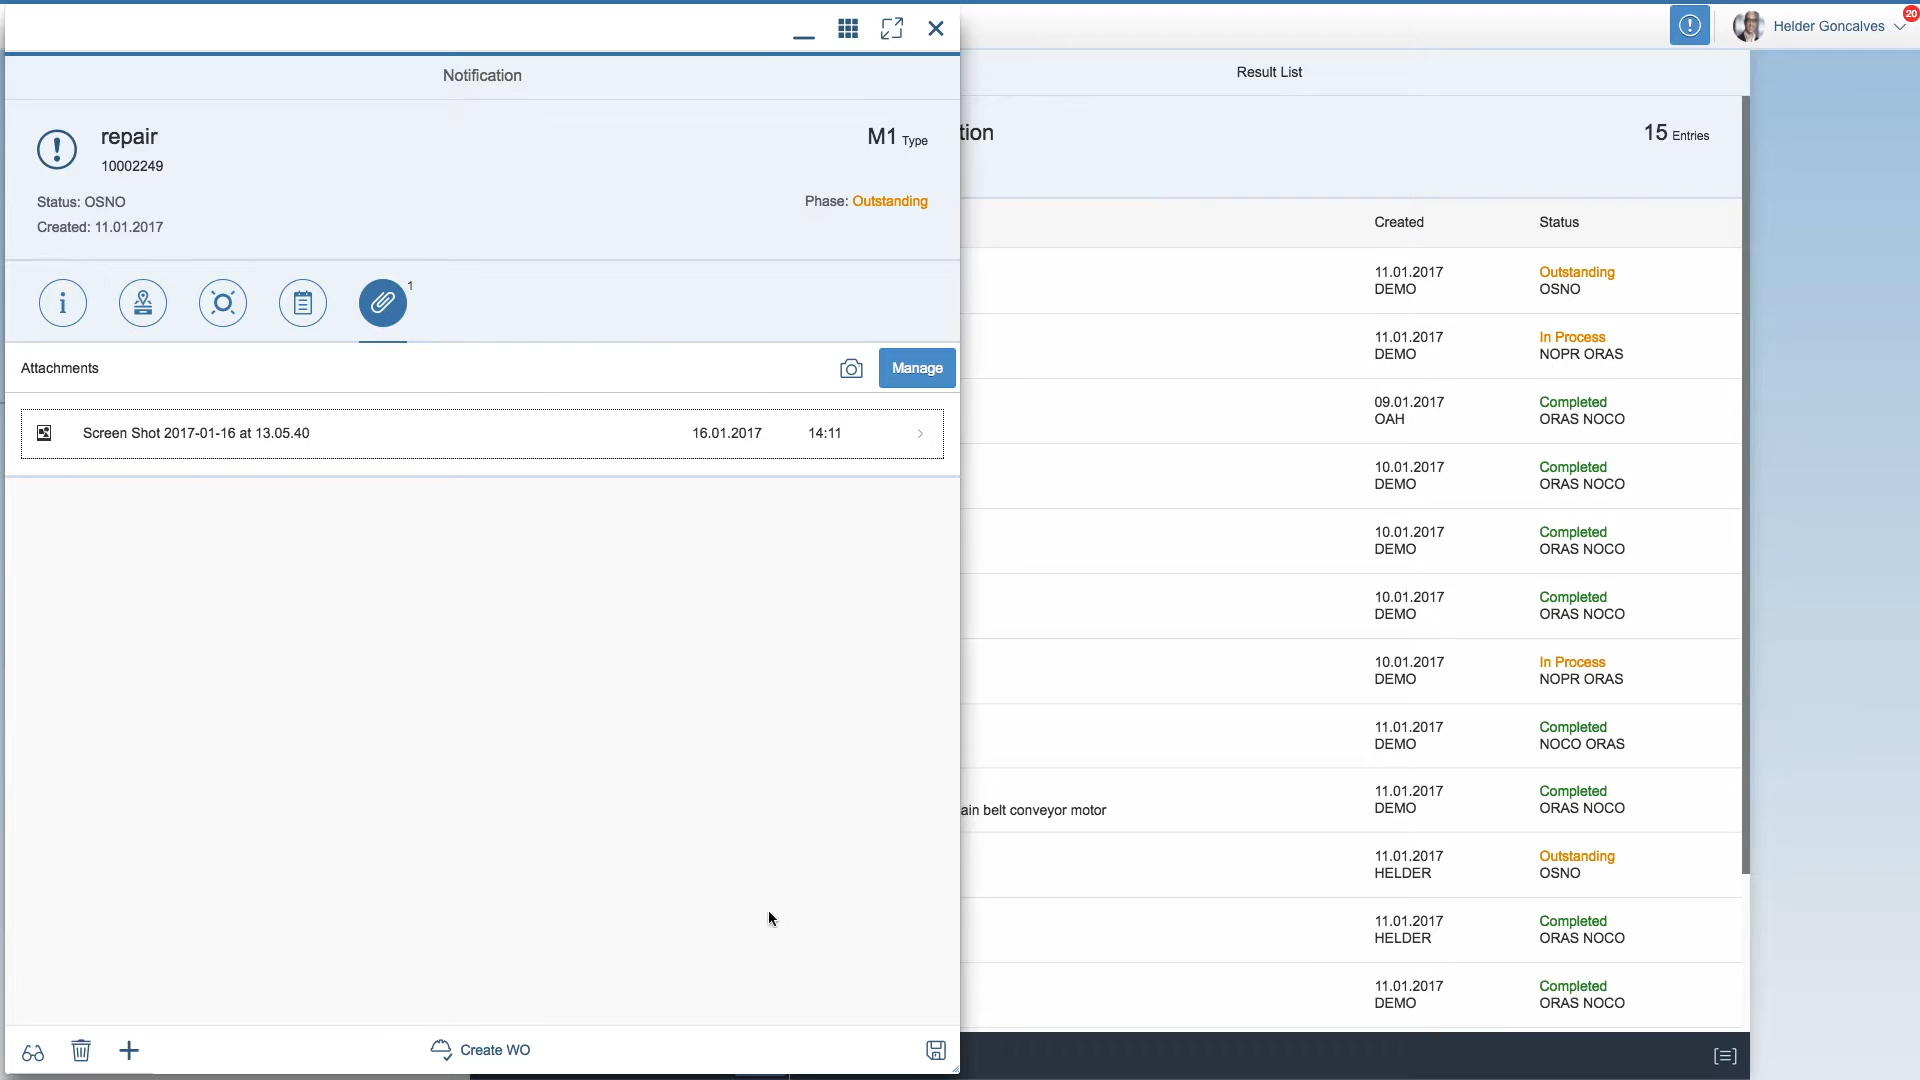 Helder Goncalves
20
Notification
repair
10002249
M1 Type
Status: OSNO
Phase: Outstanding
Created: 11.01.2017
1
Attachments
Manage
Screen Shot 2017-01-16 at 13.05.40 16.01.2017 14:11
Create WO
Result List
tion
15 Entries
Created Status
11.01.2017 Outstanding
DEMO OSNO
11.01.2017 In Process
DEMO NOPR ORAS
09.01.2017 Completed
OAH ORAS NOCO
10.01.2017 Completed
DEMO ORAS NOCO
10.01.2017 Completed
DEMO ORAS NOCO
10.01.2017 Completed
DEMO ORAS NOCO
10.01.2017 In Process
DEMO NOPR ORAS
11.01.2017 Completed
DEMO NOCO ORAS
11.01.2017 Completed
ain belt conveyor motor DEMO ORAS NOCO
11.01.2017 Outstanding
HELDER OSNO
11.01.2017 Completed
HELDER ORAS NOCO
11.01.2017 Completed
DEMO ORAS NOCO